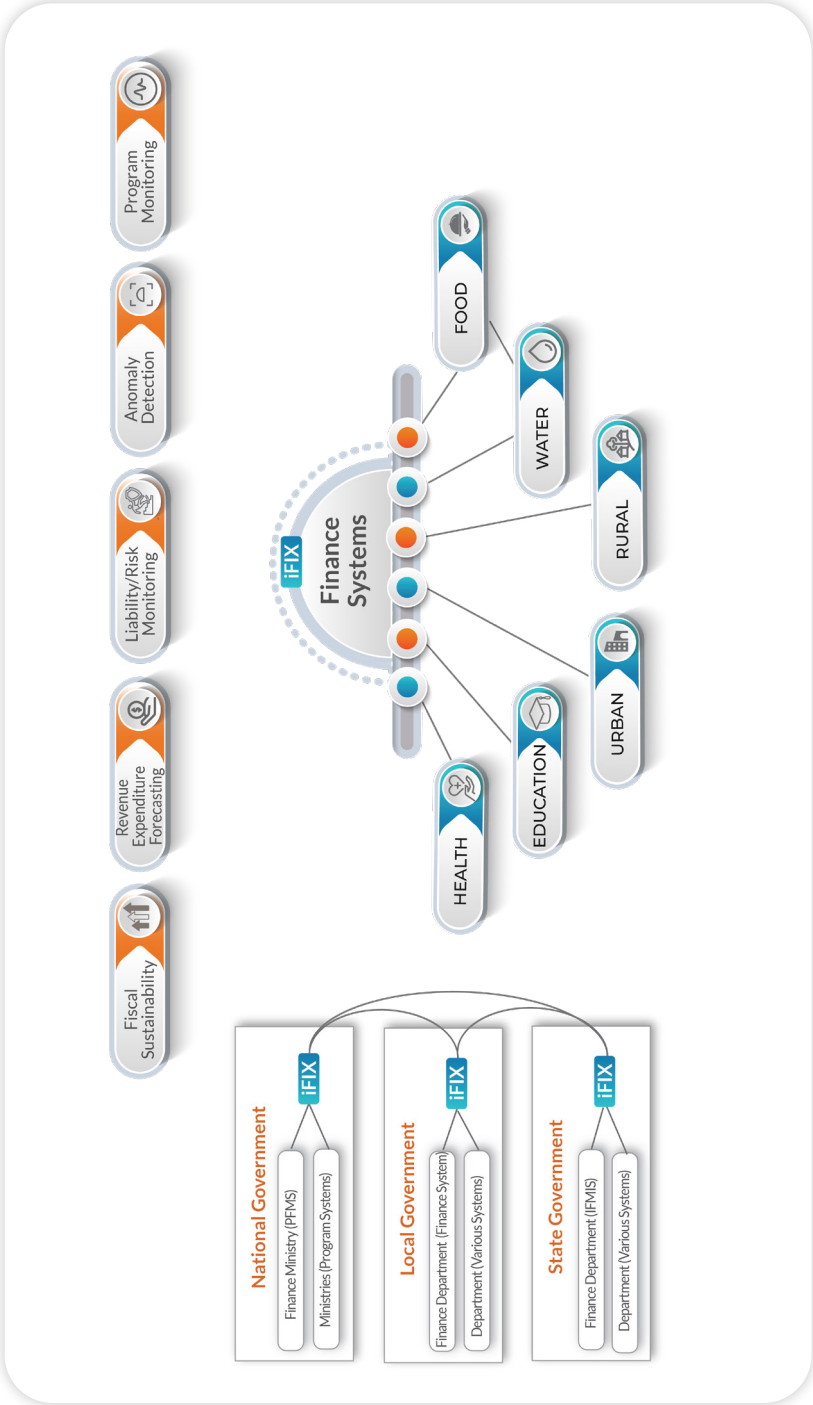 Fiscal
Sustainability
Revenue
Expenditure
Forecasting
Liability/Risk
Monitoring
Anomaly
Detection
Program
Monitoring
National Government
Finance Ministry (PFMS)
Ministries (Program Systems)
iFIX
Local Government
Finance Department (Finance System)
Department (Various Systems)
iFIX
State Government
Finance Department (IFMIS)
Department (Various Systems)
iFIX
iFIX
Finance
Systems
HEALTH
EDUCATION
URBAN
RURAL
WATER
FOOD